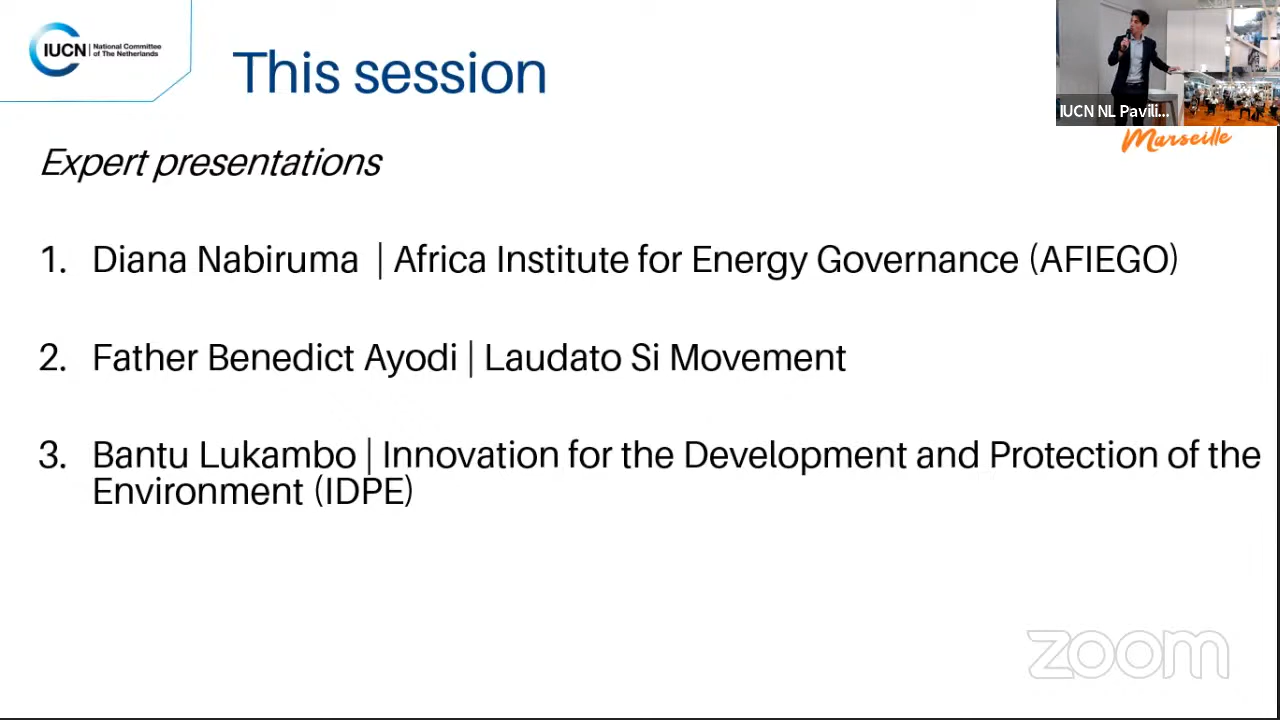 IUCN National Committee of The Netherlands
This session
IUCN NL Pavili...
Marseille
Expert presentations
1. Diana Nabiruma | Africa Institute for Energy Governance (AFIEGO)
2. Father Benedict Ayodi | Laudato Si Movement
3. Bantu Lukambo | Innovation for the Development and Protection of the
Environment (IDPE)
zoom